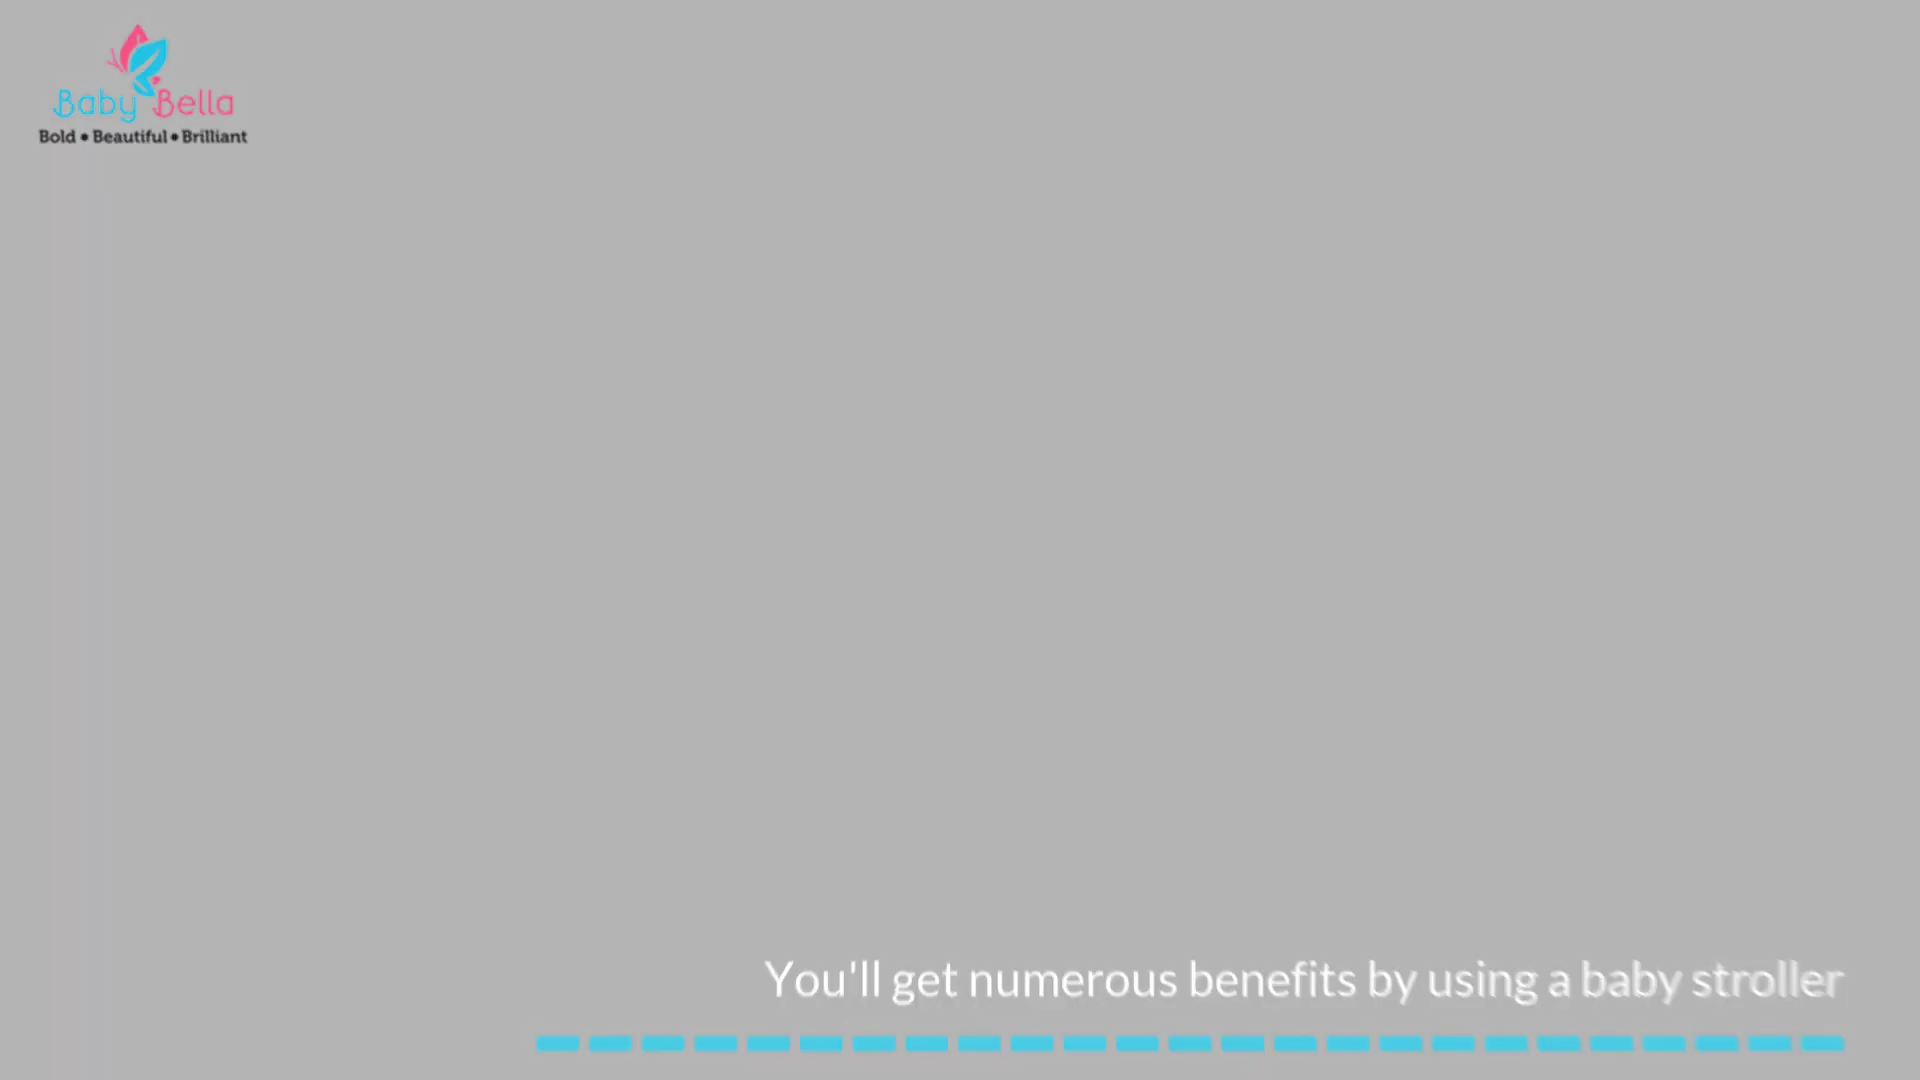 Baby Bella
Bold • Beautiful • Brilliant
You'll get numerous benefits by using a baby stroller